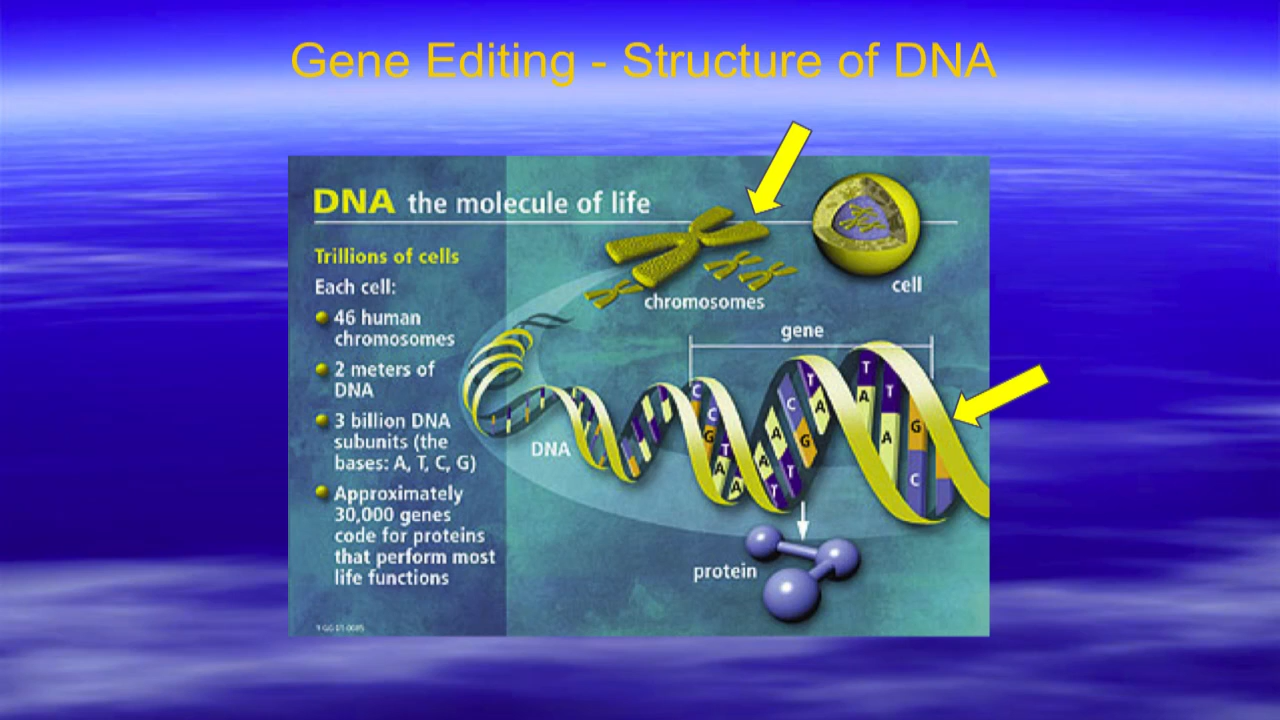 Gene Editing - Structure of DNA
DNA the molecule of life
Trillions of cells
Each cell:
46 human
chromosomes
2 meters of
DNA
3 billion DNA
subunits (the
bases: A, T, C, G)
Approximately
30,000 genes
code for proteins
that perform most
life functions
chromosomes
cell
gene
DNA
C
C
G
T
A
A
A
A
T
T
C
G
T
A
T
A
T
A
G
C
protein